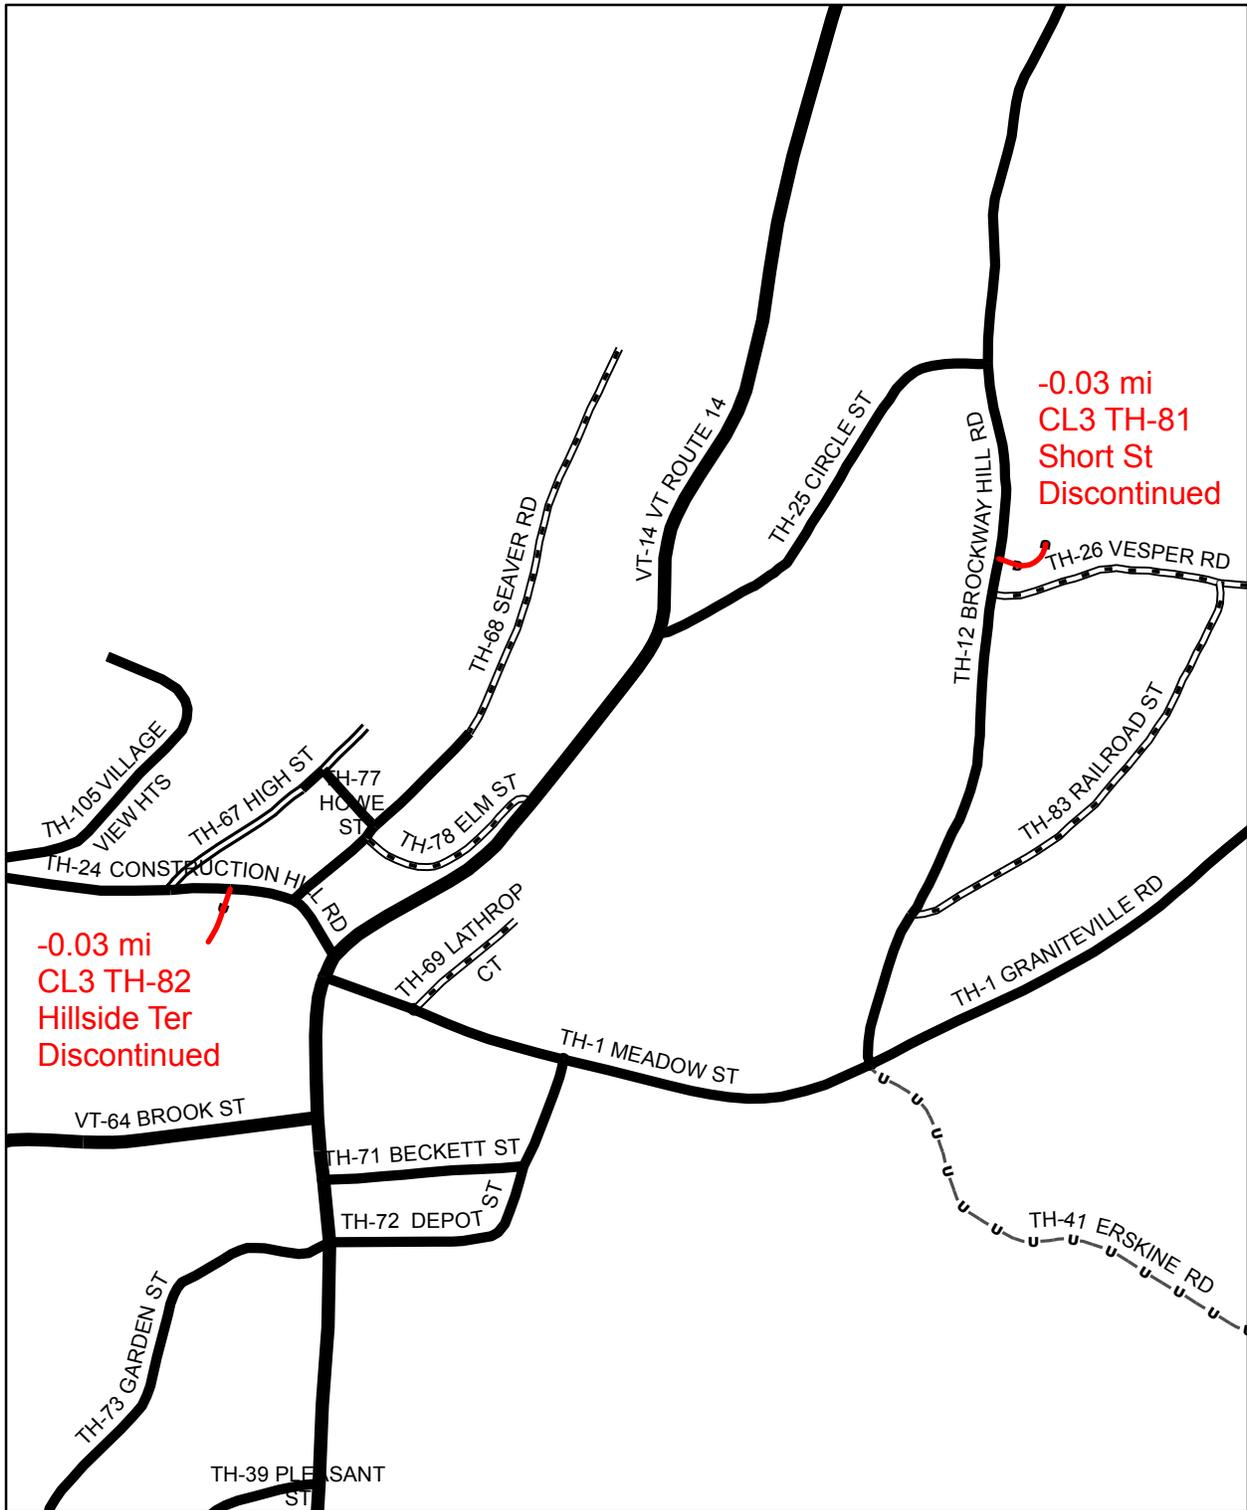 VT-14 VT ROUTE 14
TH-25 CIRCLE ST
TH-12 BROCKWAY HILL RD
-0.03 mi
CL3 TH-81
Short St
Discontinued
TH-26 VESPER RD
TH-68 SEAVER RD
TH-83 RAILROAD ST
TH-105 VILLAGE
VIEW HTS
TH-67 HIGH ST
TH-77
HOWE
ST
TH-78 ELM ST
TH-24 CONSTRUCTION HILL RD
TH-69 LATHROP
CT
-0.03 mi
CL3 TH-82
Hillside Ter
Discontinued
TH-1 GRANITEVILLE RD
TH-1 MEADOW ST
VT-64 BROOK ST
TH-71 BECKETT ST
TH-72 DEPOT ST
TH-41 ERSKINE RD
U U U U U U U U U U U U U U
TH-73 GARDEN ST
TH-39 PLEASANT
ST